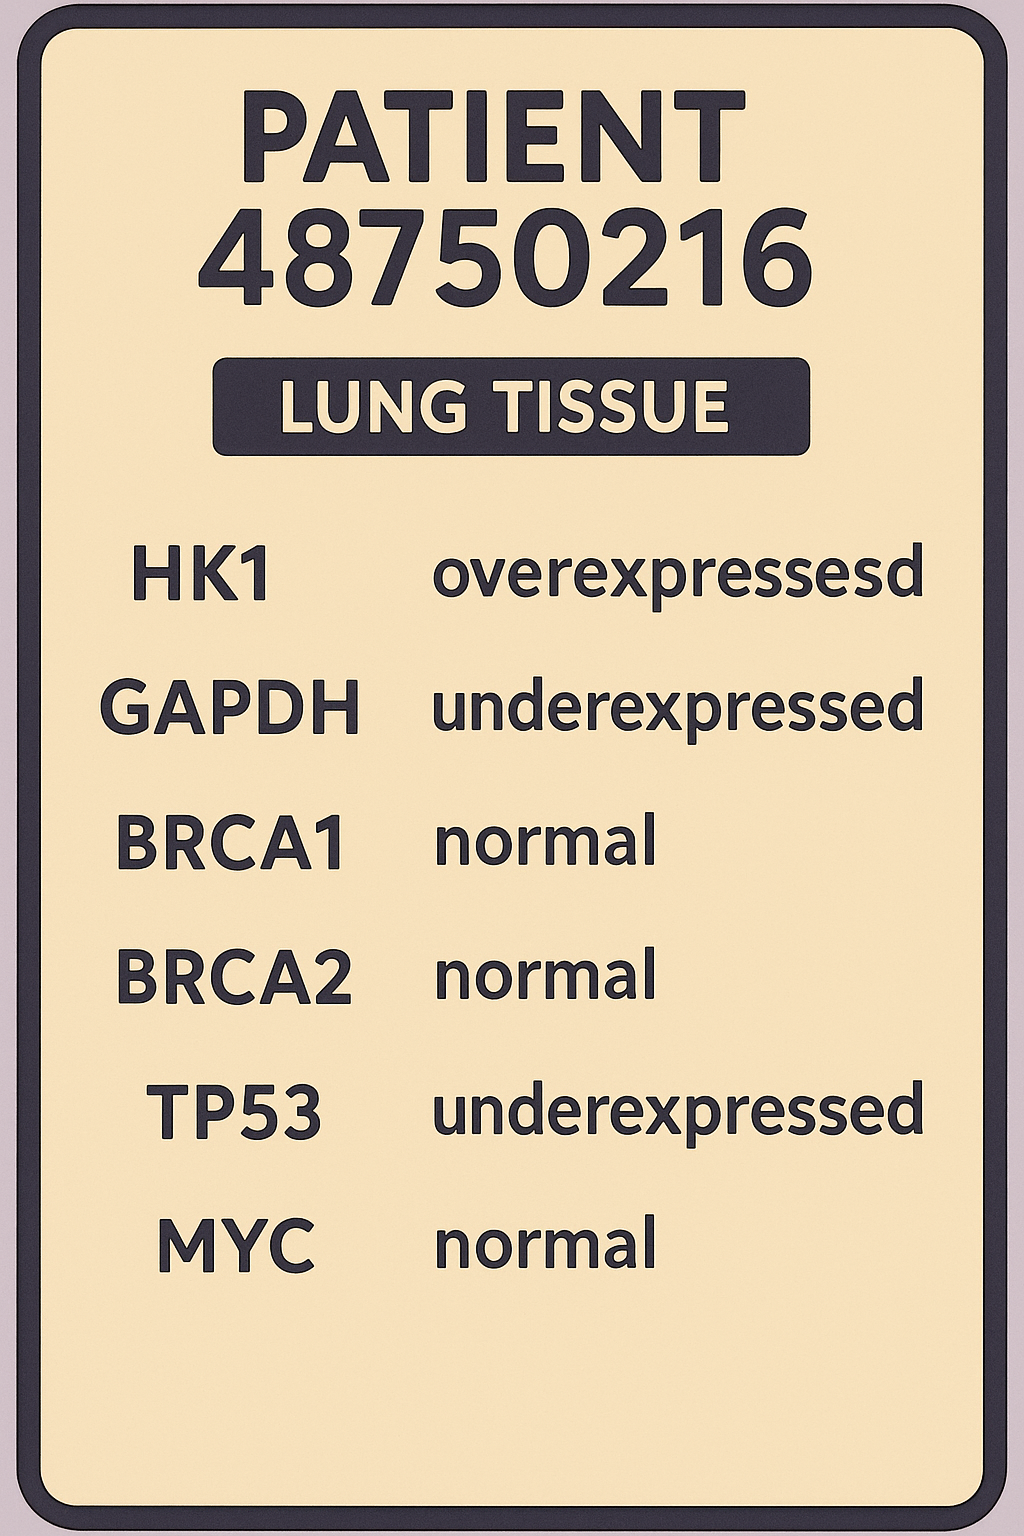 PATIENT
48750216
LUNG TISSUE
HK1 overexpressesd
GAPDH underexpressed
BRCA1 normal
BRCA2 normal
TP53 underexpressed
MYC normal